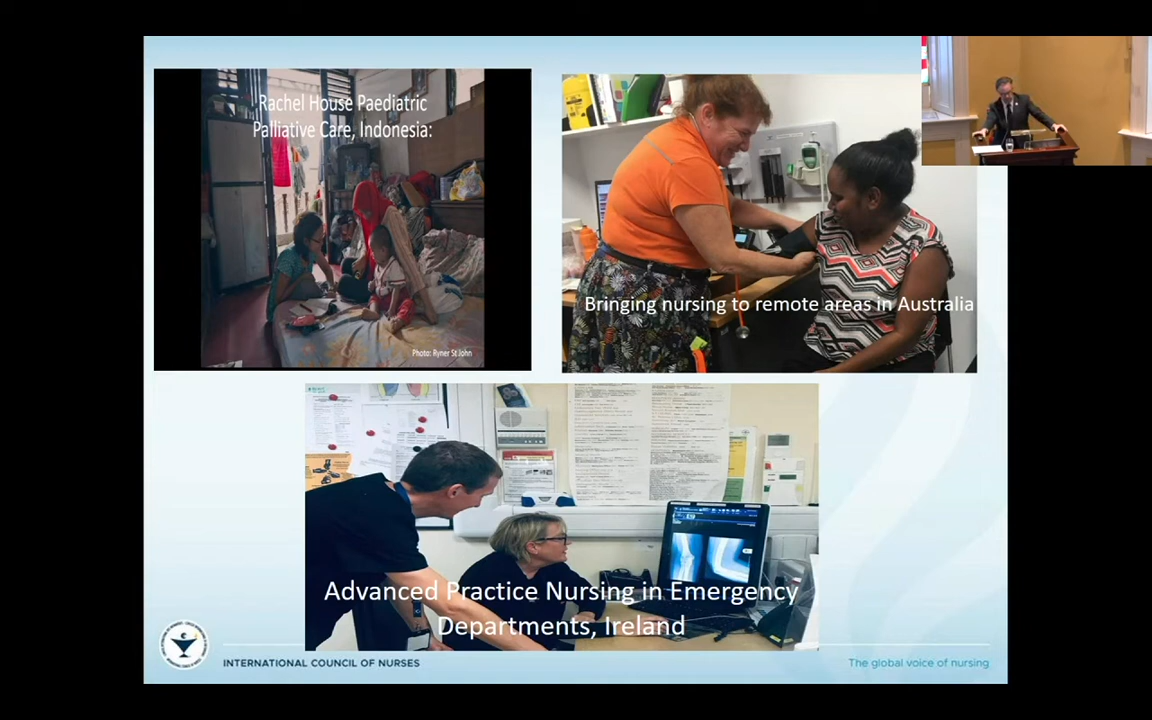 Rachel House Paediatric
Palliative Care, Indonesia:
Photo: Ryner St John
Bringing nursing to remote areas in Australia
Advanced Practice Nursing in Emergency
Departments, Ireland
INTERNATIONAL COUNCIL OF NURSES
The global voice of nursing